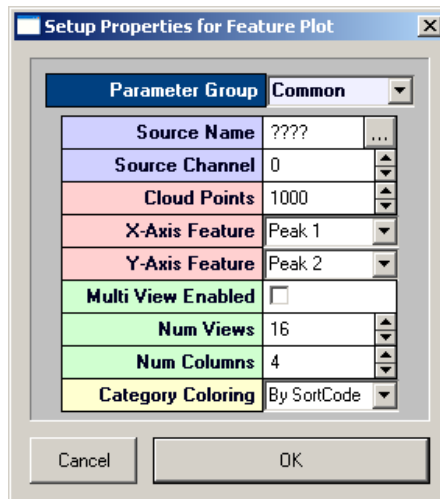 Setup Properties for Feature Plot
Parameter Group Common
Source Name ???? ...
Source Channel 0
Cloud Points 1000
X-Axis Feature Peak 1
Y-Axis Feature Peak 2
Multi View Enabled
Num Views 16
Num Columns 4
Category Coloring By SortCode
Cancel OK